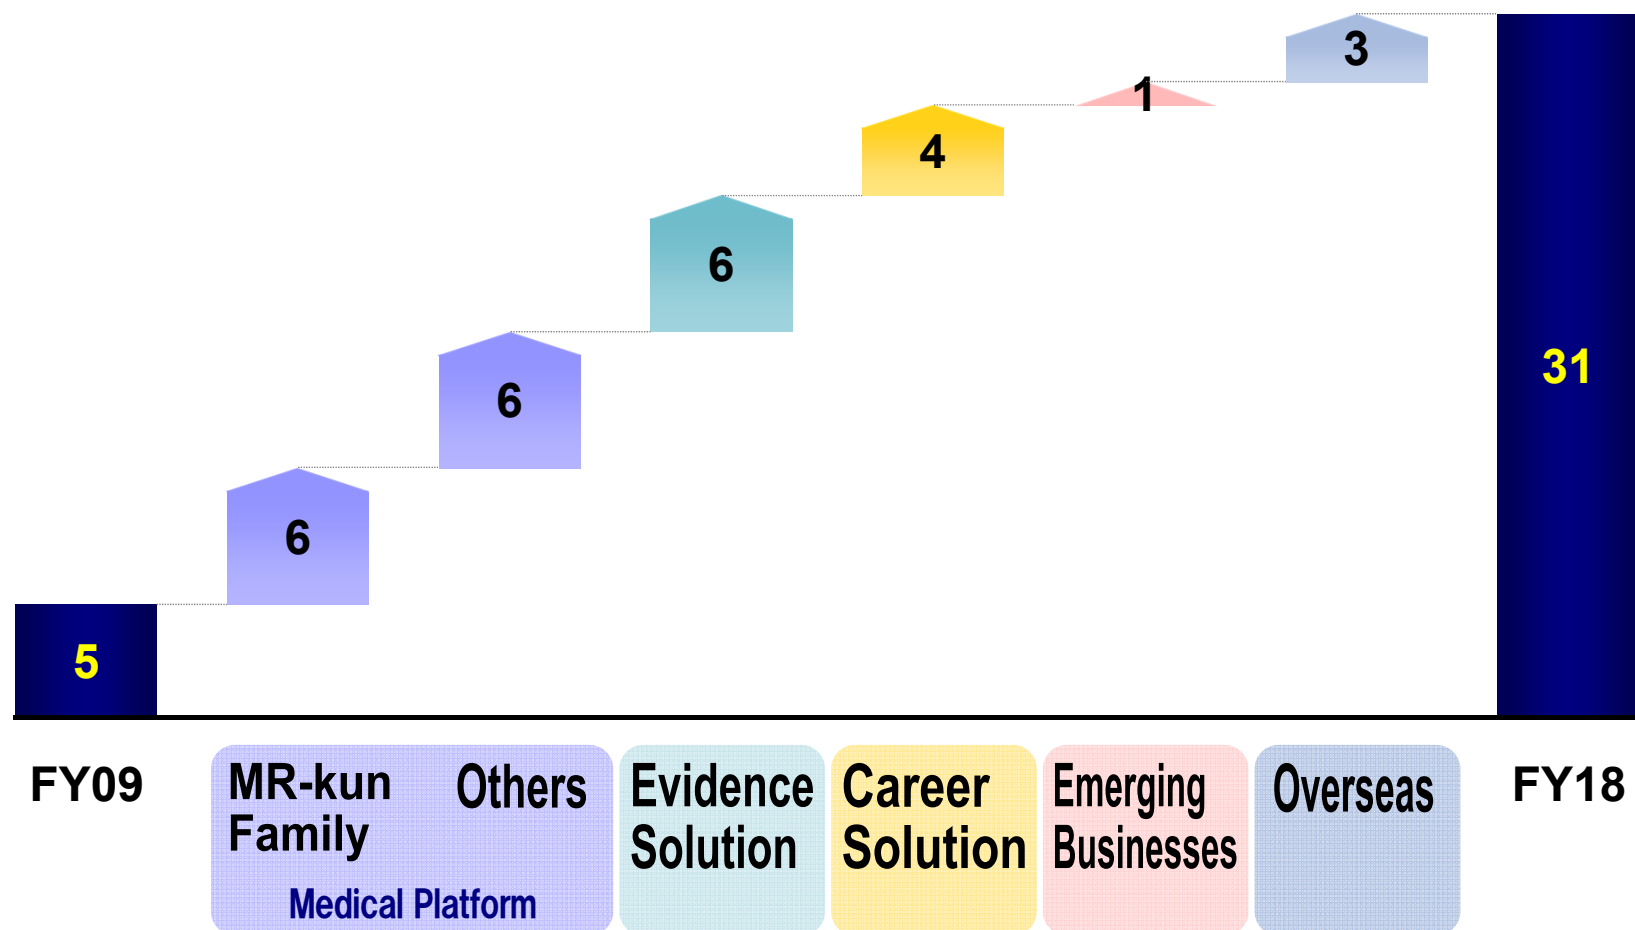 3
1
4
6
6
6
5
31
FY09
MR-kun
Family
Others
Medical Platform
Evidence
Solution
Career
Solution
Emerging
Businesses
Overseas
FY18